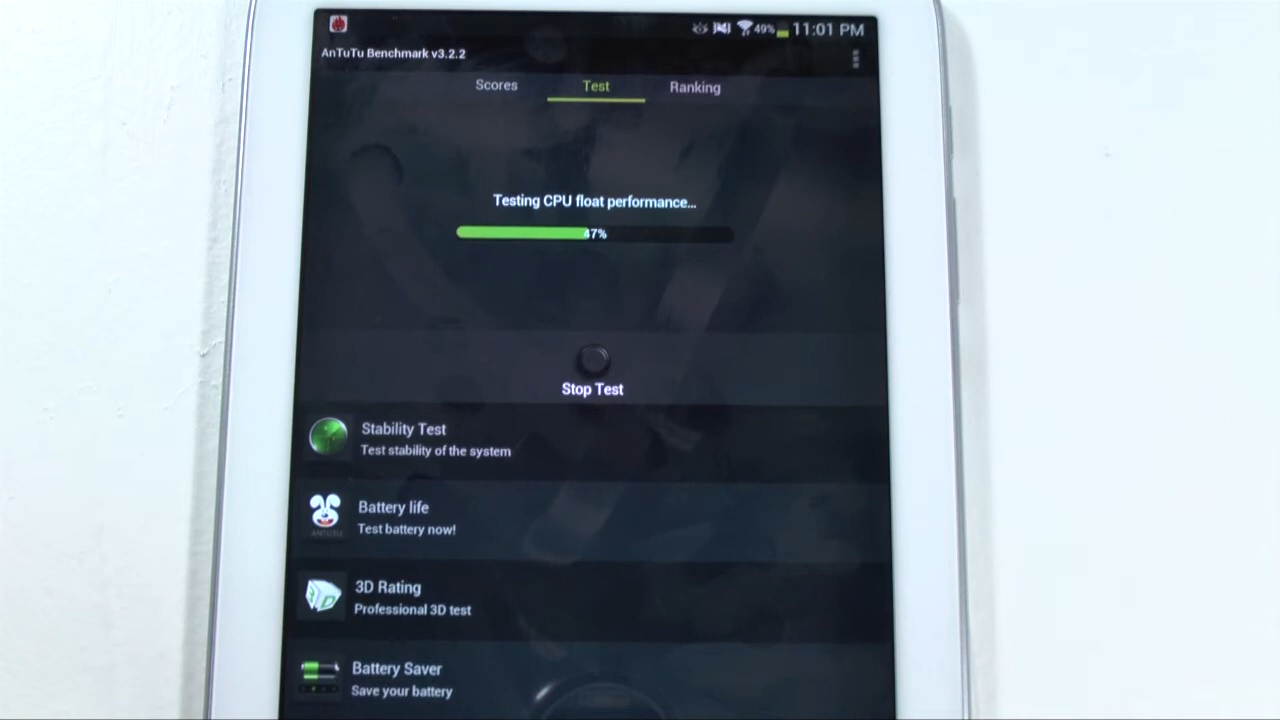 49% 11:01 PM
AnTuTu Benchmark v3.2.2
Scores Test Ranking
Testing CPU float performance...
47%
Stop Test
Stability Test
Test stability of the system
Battery life
Test battery now!
ANTUTU
3D Rating
Professional 3D test
Battery Saver
Save your battery